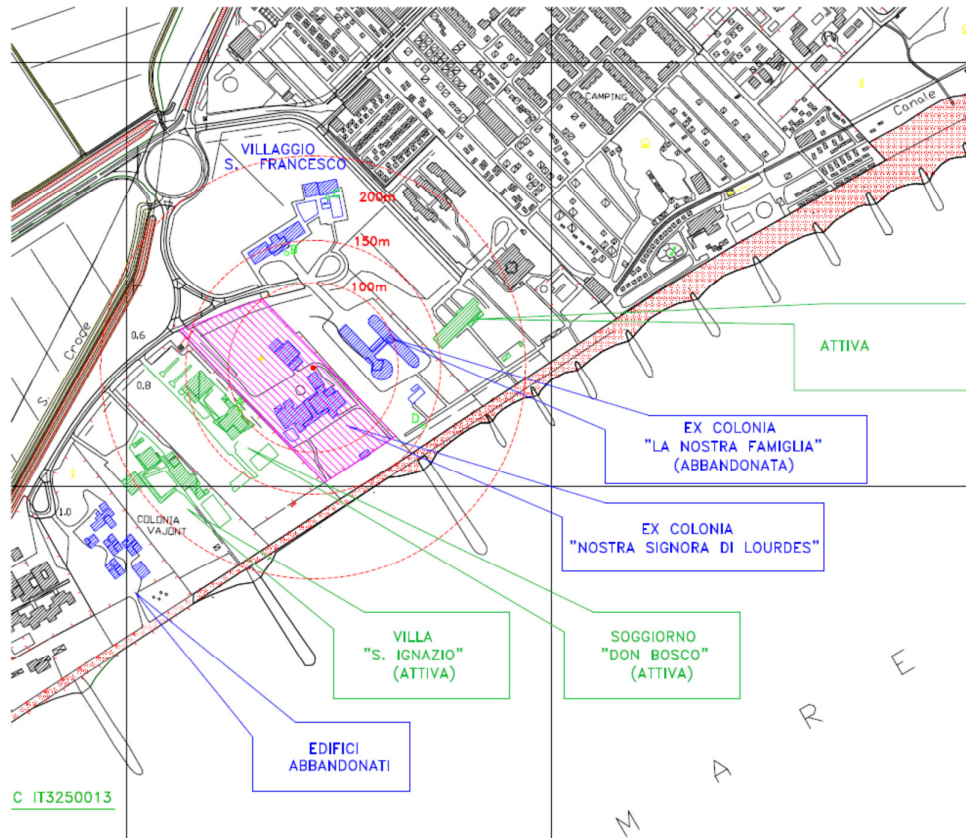 CAMPING
Canale
VILLAGGIO
S. FRANCESCO
200m
150m
100m
S. Croce
0.6
0.8
1.0
D
COLONIA
VAJONT
ATTIVA
EX COLONIA
"LA NOSTRA FAMIGLIA"
(ABBANDONATA)
EX COLONIA
"NOSTRA SIGNORA DI LOURDES"
VILLA
"S. IGNAZIO"
(ATTIVA)
SOGGIORNO
"DON BOSCO"
(ATTIVA)
EDIFICI
ABBANDONATI
C IT3250013
MARE